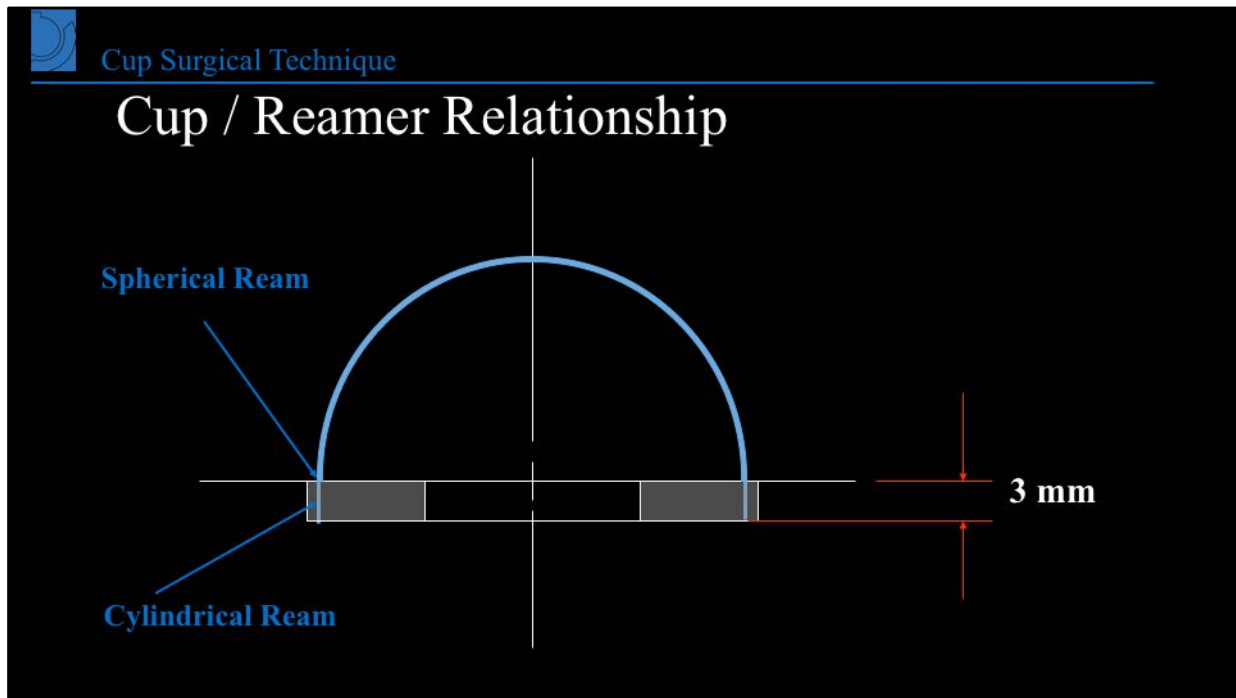 Cup Surgical Technique
Cup / Reamer Relationship
Spherical Ream
3 mm
Cylindrical Ream